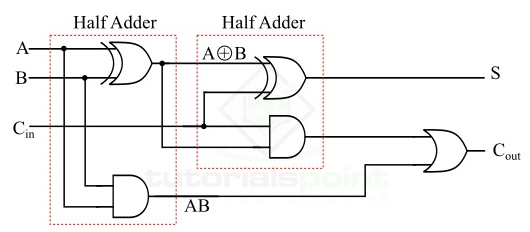 Half Adder
Half Adder
A
A⊕B
B
S
Cin
Cout
tutorialspoint
AB